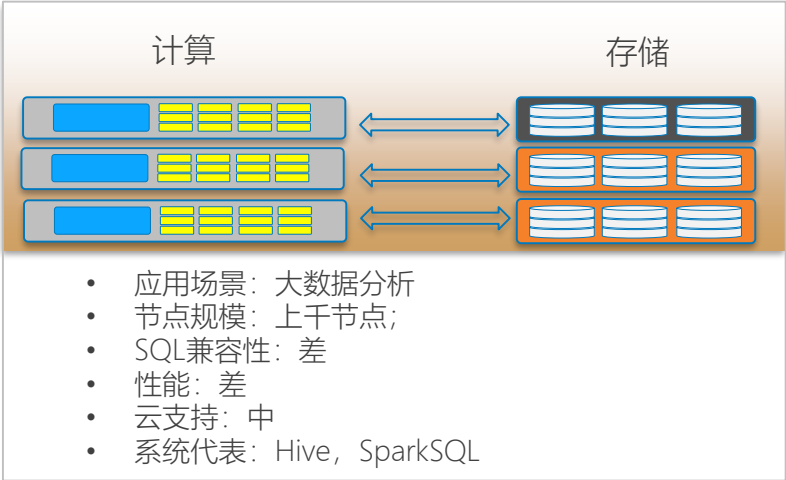 计算
存储
• 应用场景：大数据分析
• 节点规模：上千节点；
• SQL兼容性：差
• 性能：差
• 云支持：中
• 系统代表：Hive，SparkSQL